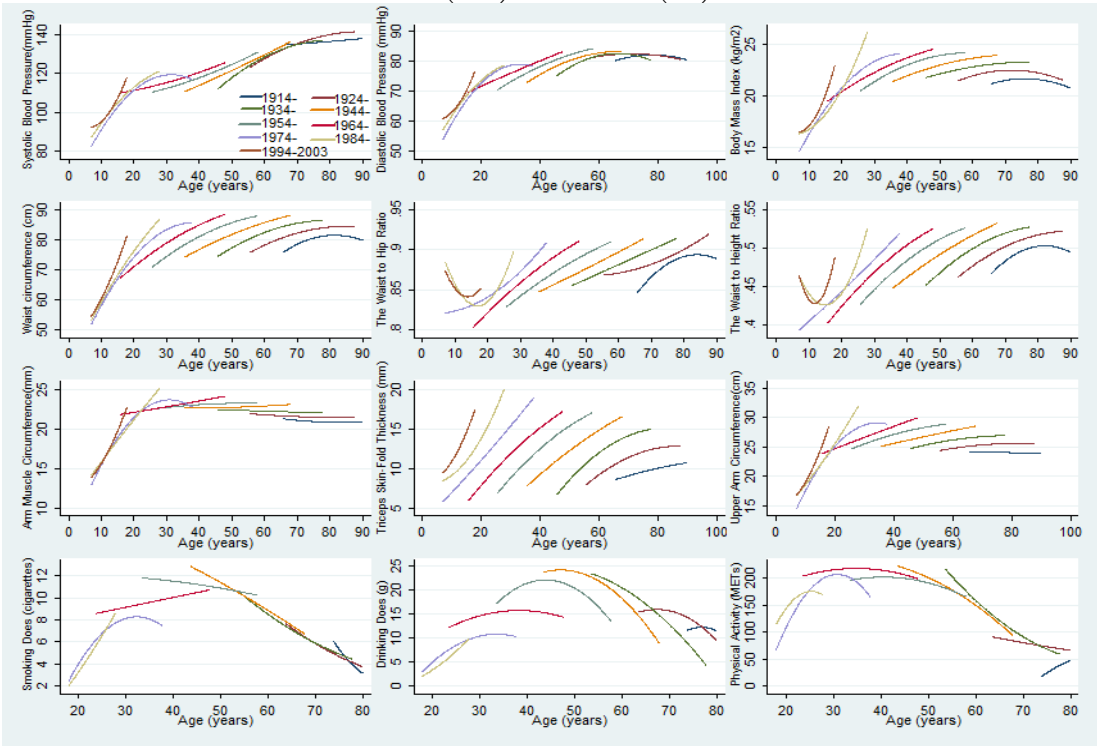 Systolic Blood Pressure(mmHg)
80 100 120 140
1914- 1924-
1934- 1944-
1954- 1964-
1974- 1984-
1994-2003
0 10 20 30 40 50 60 70 80 90
Age (years)
Diastolic Blood Pressure (mmHg)
50 60 70 80 90
0 20 40 60 80 100
Age (years)
Body Mass Index (kg/m2)
15 20 25
0 10 20 30 40 50 60 70 80 90
Age (years)
Waist circumference (cm)
50 60 70 80 90
0 10 20 30 40 50 60 70 80 90
Age (years)
The Waist to Hip Ratio
.8 .85 .9 .95
0 10 20 30 40 50 60 70 80 90
Age (years)
The Waist to Height Ratio
.4 .45 .5 .55
0 10 20 30 40 50 60 70 80 90
Age (years)
Arm Muscle Circumference(mm)
10 15 20 25
0 10 20 30 40 50 60 70 80 90
Age (years)
Triceps Skin-Fold Thickness (mm)
5 10 15 20
0 10 20 30 40 50 60 70 80 90
Age (years)
Upper Arm Circumference(cm)
15 20 25 30 35
0 20 40 60 80 100
Age (years)
Smoking Does (cigarettes)
2 4 6 8 10 12
20 30 40 50 60 70 80
Age (years)
Drinking Does (g)
0 5 10 15 20 25
20 30 40 50 60 70 80
Age (years)
Physical Activity (METs)
0 50 100 150 200
20 30 40 50 60 70 80
Age (years)